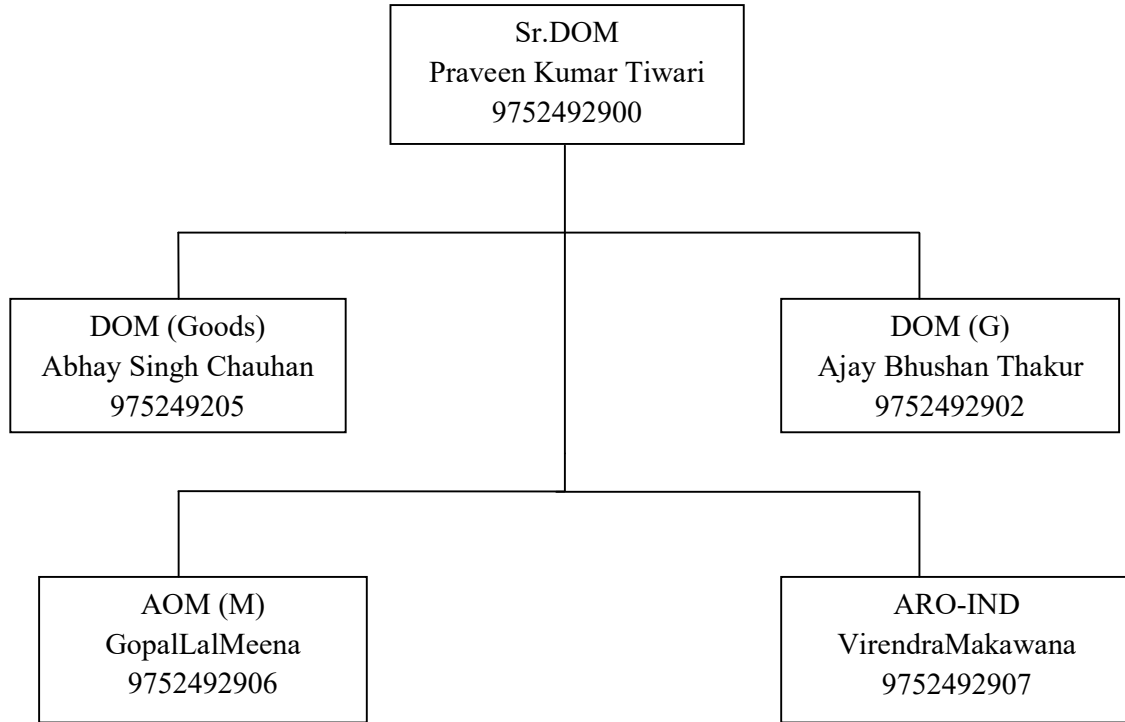 Sr.DOM
Praveen Kumar Tiwari
9752492900
DOM (Goods)
Abhay Singh Chauhan
975249205
DOM (G)
Ajay Bhushan Thakur
9752492902
AOM (M)
GopalLalMeena
9752492906
ARO-IND
VirendraMakawana
9752492907